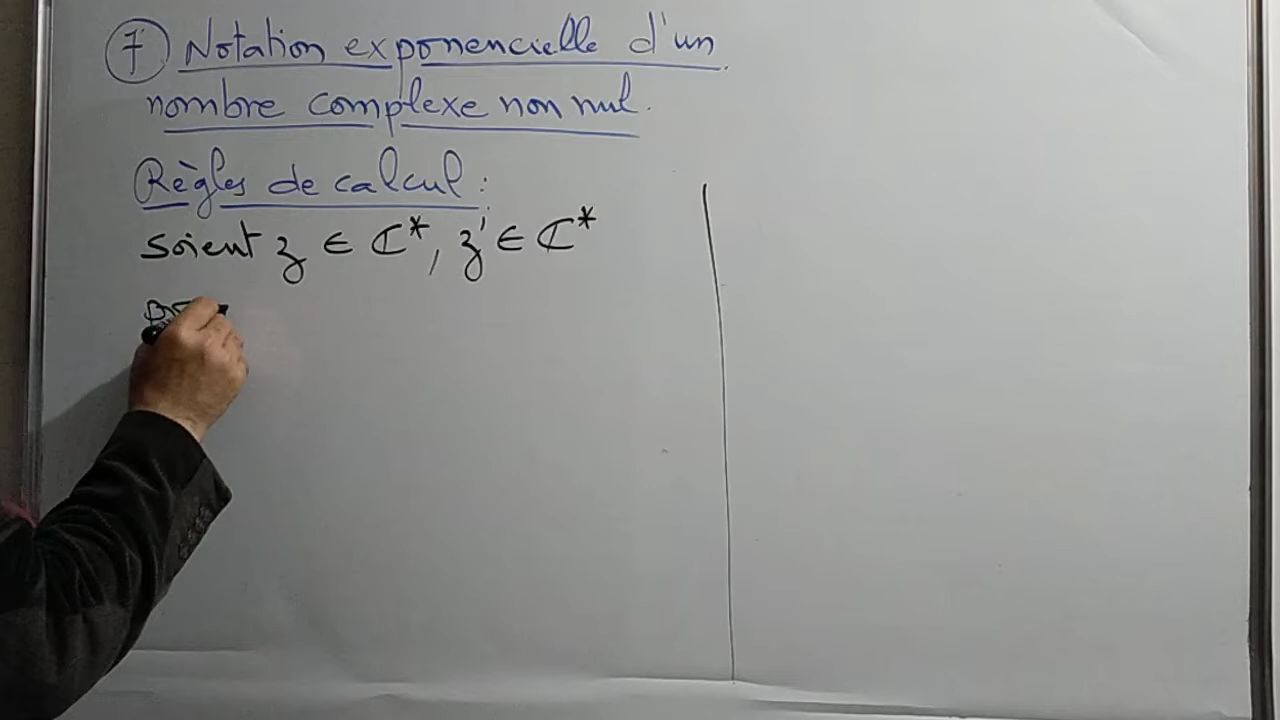 7 Notation exponencielle d'un
nombre complexe non nul.
Règles de calcul :
Soient z ∈ ℂ*, z' ∈ ℂ*